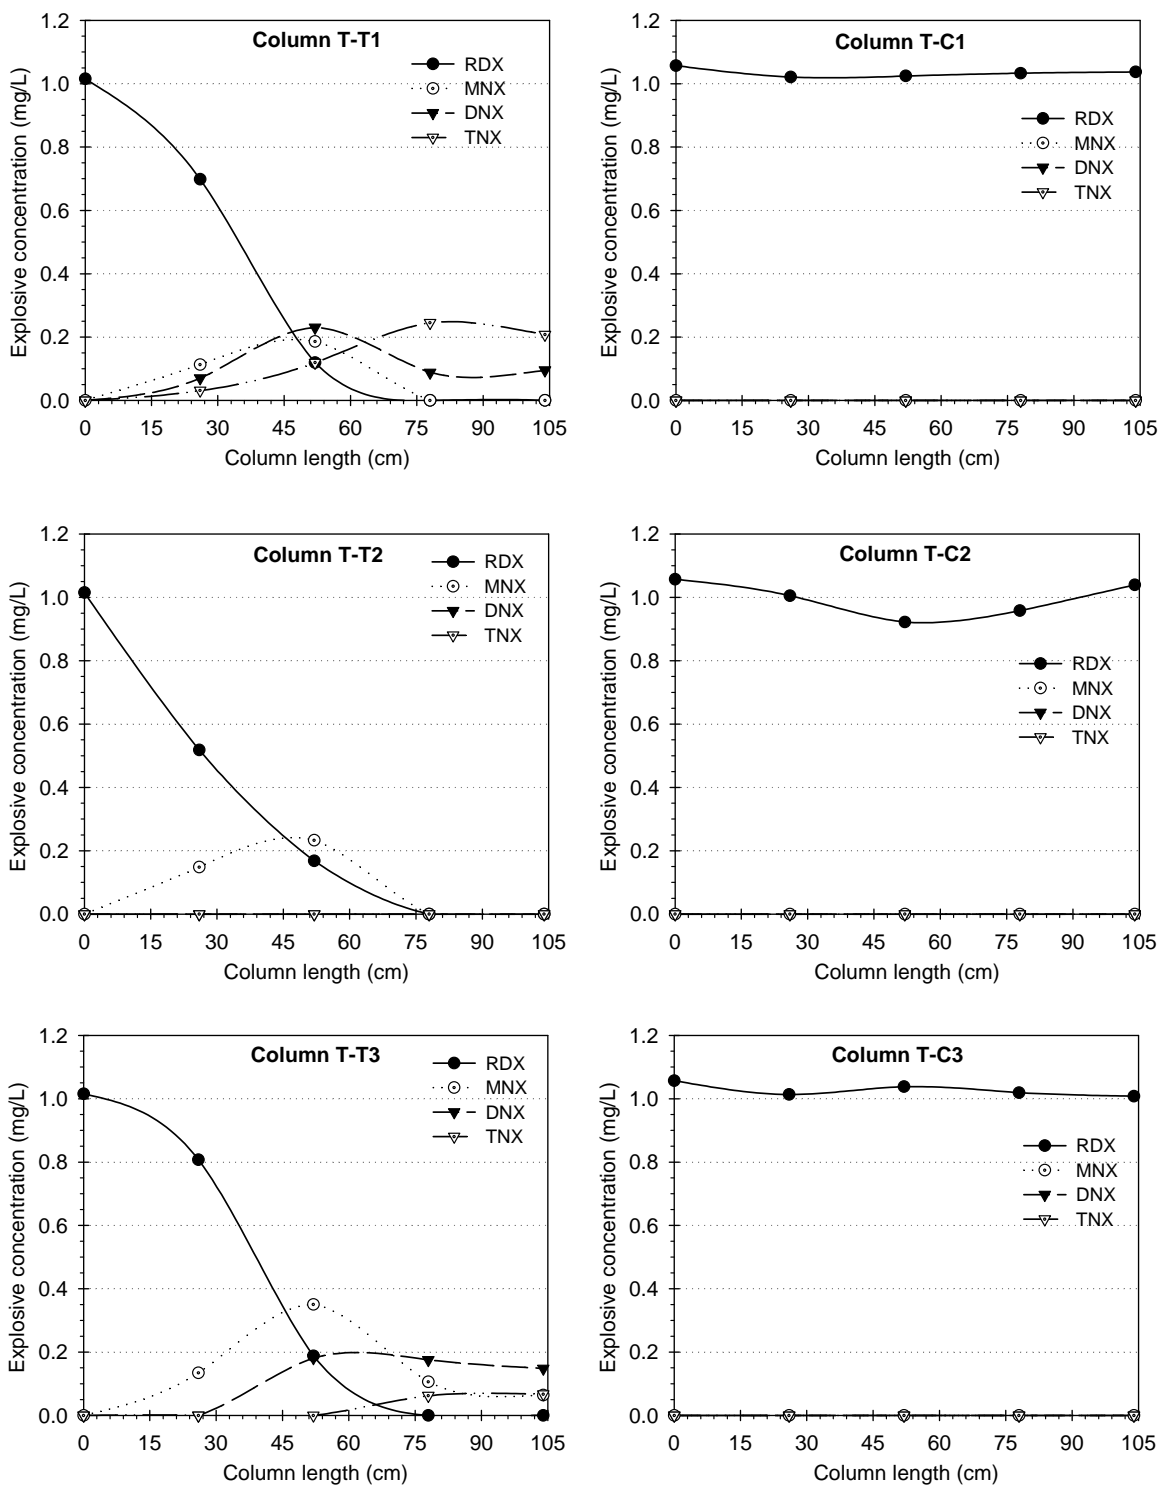 Column T-T1
RDX
MNX
DNX
TNX
Explosive concentration (mg/L)
1.2
1.0
0.8
0.6
0.4
0.2
0.0
0 15 30 45 60 75 90 105
Column length (cm)
Column T-C1
RDX
MNX
DNX
TNX
Explosive concentration (mg/L)
1.2
1.0
0.8
0.6
0.4
0.2
0.0
0 15 30 45 60 75 90 105
Column length (cm)
Column T-T2
RDX
MNX
DNX
TNX
Explosive concentration (mg/L)
1.2
1.0
0.8
0.6
0.4
0.2
0.0
0 15 30 45 60 75 90 105
Column length (cm)
Column T-C2
RDX
MNX
DNX
TNX
Explosive concentration (mg/L)
1.2
1.0
0.8
0.6
0.4
0.2
0.0
0 15 30 45 60 75 90 105
Column length (cm)
Column T-T3
RDX
MNX
DNX
TNX
Explosive concentration (mg/L)
1.2
1.0
0.8
0.6
0.4
0.2
0.0
0 15 30 45 60 75 90 105
Column length (cm)
Column T-C3
RDX
MNX
DNX
TNX
Explosive concentration (mg/L)
1.2
1.0
0.8
0.6
0.4
0.2
0.0
0 15 30 45 60 75 90 105
Column length (cm)